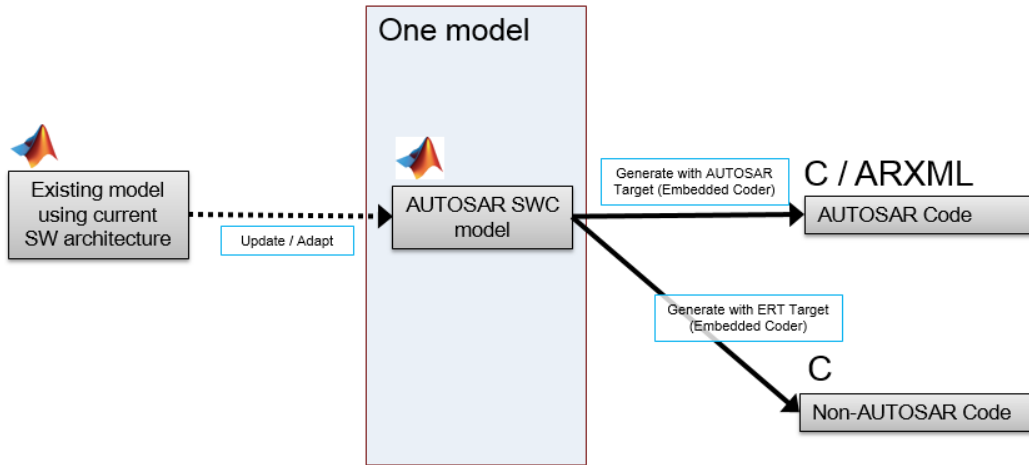 One model
Existing model
using current
SW architecture
Update / Adapt
AUTOSAR SWC
model
Generate with AUTOSAR
Target (Embedded Coder)
C / ARXML
AUTOSAR Code
Generate with ERT Target
(Embedded Coder)
C
Non-AUTOSAR Code